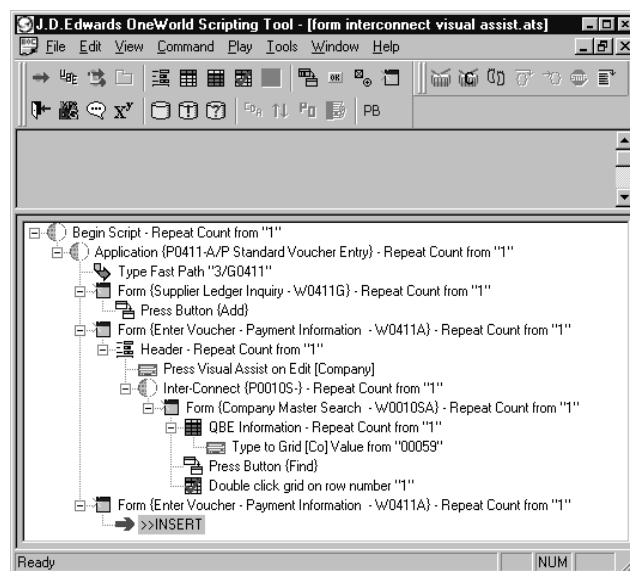 J.D.Edwards OneWorld Scripting Tool - [form interconnect visual assist.ats]
File Edit View Command Play Tools Window Help
PB
Begin Script - Repeat Count from "1"
Application {P0411-A/P Standard Voucher Entry} - Repeat Count from "1"
Type Fast Path "3/G0411"
Form {Supplier Ledger Inquiry - W0411G} - Repeat Count from "1"
Press Button {Add}
Form {Enter Voucher - Payment Information - W0411A} - Repeat Count from "1"
Header - Repeat Count from "1"
Press Visual Assist on Edit [Company]
Inter-Connect {P0010S-} - Repeat Count from "1"
Form {Company Master Search - W0010SA} - Repeat Count from "1"
QBE Information - Repeat Count from "1"
Type to Grid [Co] Value from "00059"
Press Button {Find}
Double click grid on row number "1"
Form {Enter Voucher - Payment Information - W0411A} - Repeat Count from "1"
>>INSERT
Ready NUM